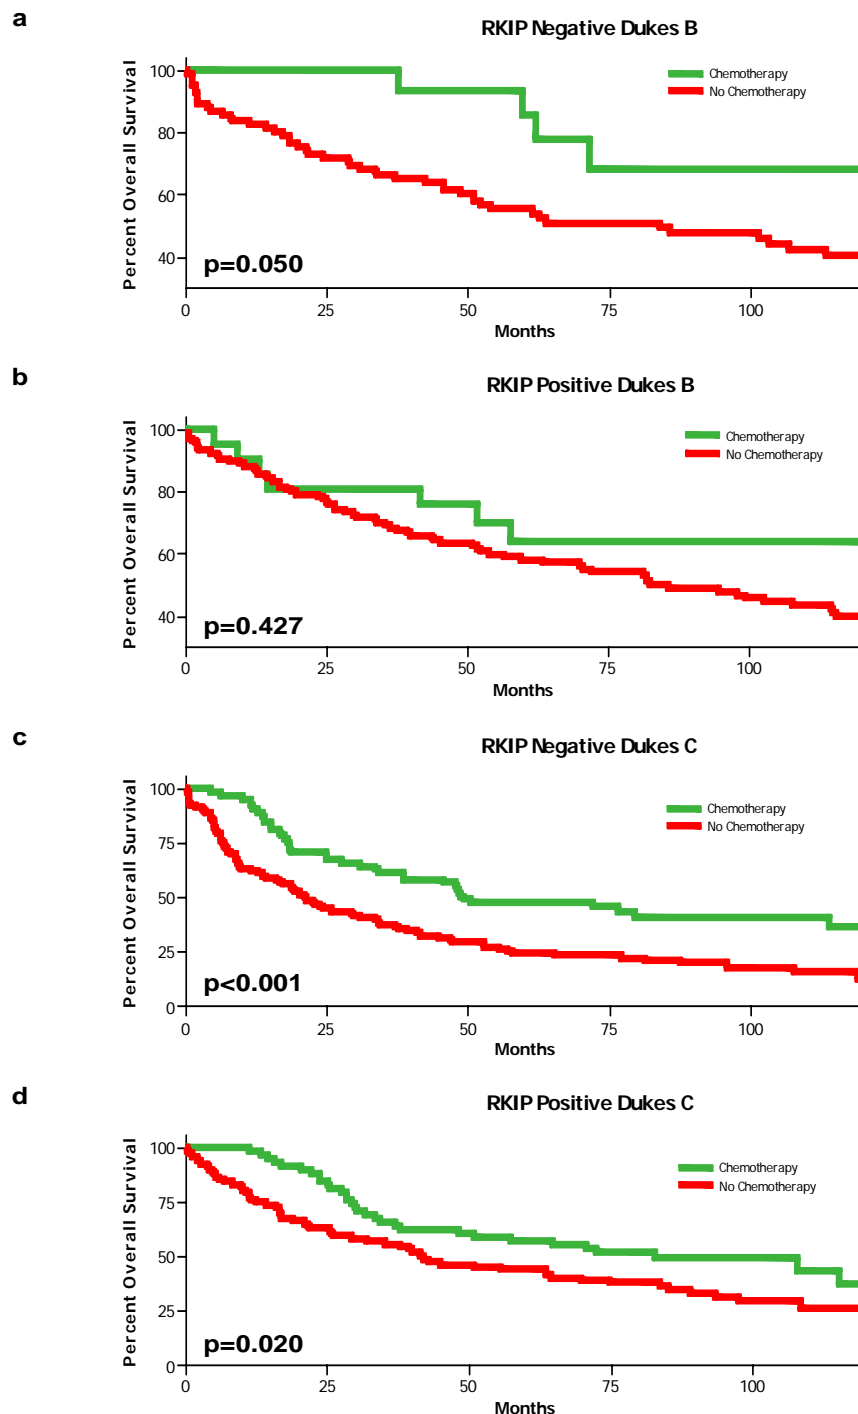 a
RKIP Negative Dukes B
Percent Overall Survival
100
80
60
40
Chemotherapy
No Chemotherapy
p=0.050
0 25 50 75 100
Months
b
RKIP Positive Dukes B
Percent Overall Survival
100
80
60
40
Chemotherapy
No Chemotherapy
p=0.427
0 25 50 75 100
Months
c
RKIP Negative Dukes C
Percent Overall Survival
100
75
50
25
0
Chemotherapy
No Chemotherapy
p<0.001
0 25 50 75 100
Months
d
RKIP Positive Dukes C
Percent Overall Survival
100
75
50
25
0
Chemotherapy
No Chemotherapy
p=0.020
0 25 50 75 100
Months